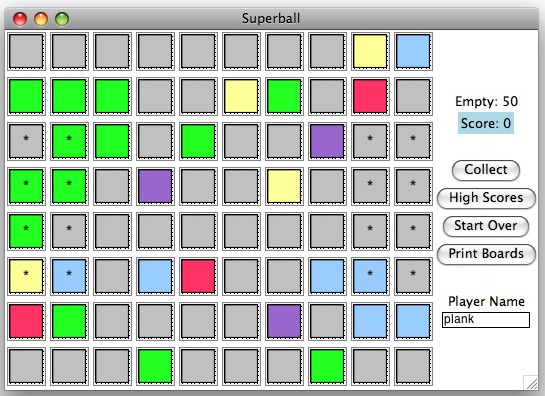 Superball
Empty: 50
Score: 0
* * * * *
Collect
* * * *
High Scores
* * * *
Start Over
* * * * *
Print Boards
Player Name
plank